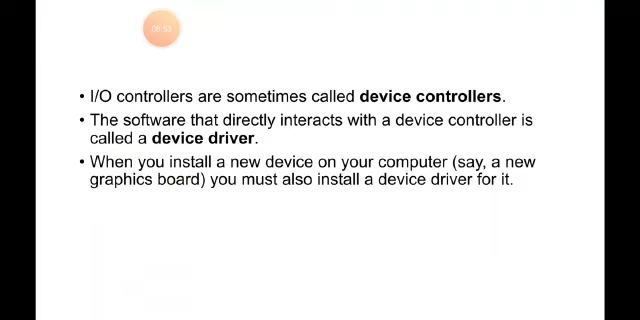 • I/O controllers are sometimes called device controllers.
• The software that directly interacts with a device controller is
called a device driver.
• When you install a new device on your computer (say, a new
graphics board) you must also install a device driver for it.